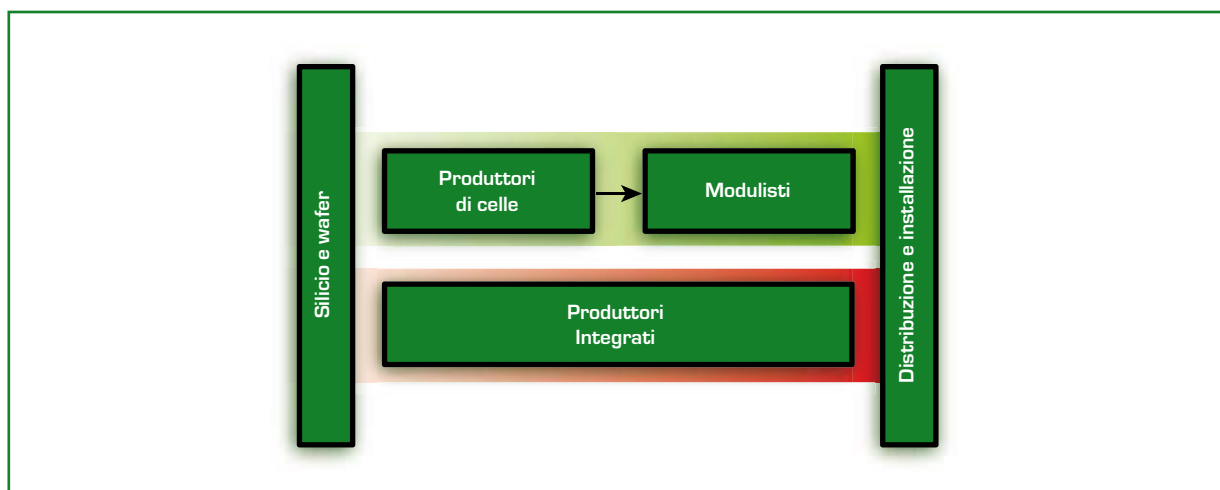 Silicio e wafer
Produttori
di celle
Modulisti
Produttori
Integrati
Distribuzione e installazione